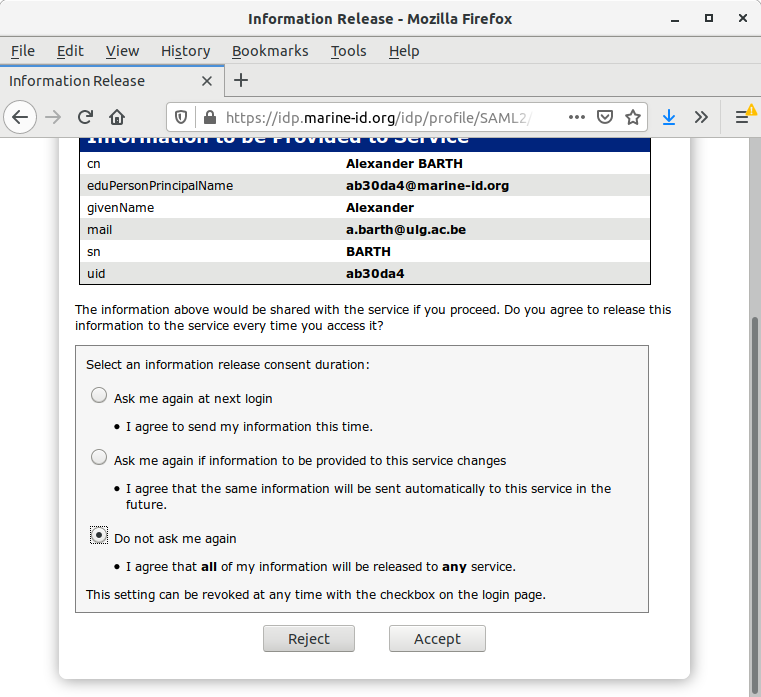 Information Release - Mozilla Firefox
File Edit View History Bookmarks Tools Help
Information Release
https://idp.marine-id.org/idp/profile/SAML2/
Information to be Provided to Service
cn Alexander BARTH
eduPersonPrincipalName ab30da4@marine-id.org
givenName Alexander
mail a.barth@ulg.ac.be
sn BARTH
uid ab30da4
The information above would be shared with the service if you proceed. Do you agree to release this
information to the service every time you access it?
Select an information release consent duration:
Ask me again at next login
• I agree to send my information this time.
Ask me again if information to be provided to this service changes
• I agree that the same information will be sent automatically to this service in the
future.
Do not ask me again
• I agree that all of my information will be released to any service.
This setting can be revoked at any time with the checkbox on the login page.
Reject Accept